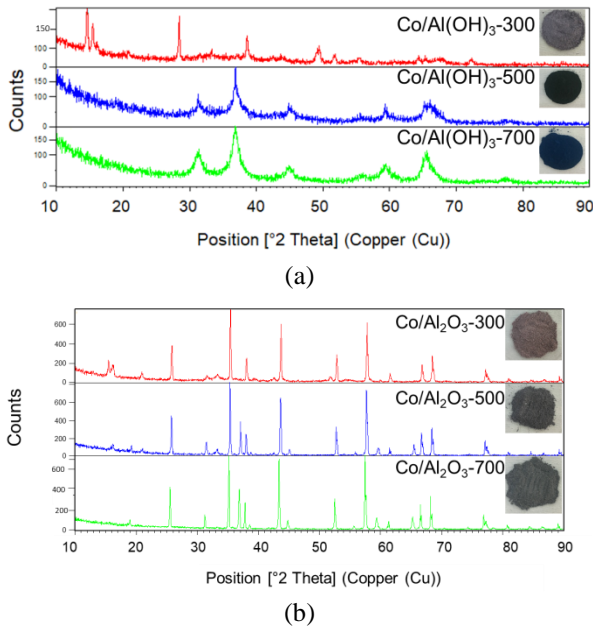 Co/Al(OH)₃-300
150
100
50
0
Co/Al(OH)₃-500
150
100
50
0
Co/Al(OH)₃-700
150
100
50
0
Counts
10 20 30 40 50 60 70 80 90
Position [°2 Theta] (Copper (Cu))
(a)
Co/Al₂O₃-300
600
400
200
0
Co/Al₂O₃-500
600
400
200
0
Co/Al₂O₃-700
600
400
200
0
Counts
10 20 31 40 50 60 70 80 90
Position [°2 Theta] (Copper (Cu))
(b)